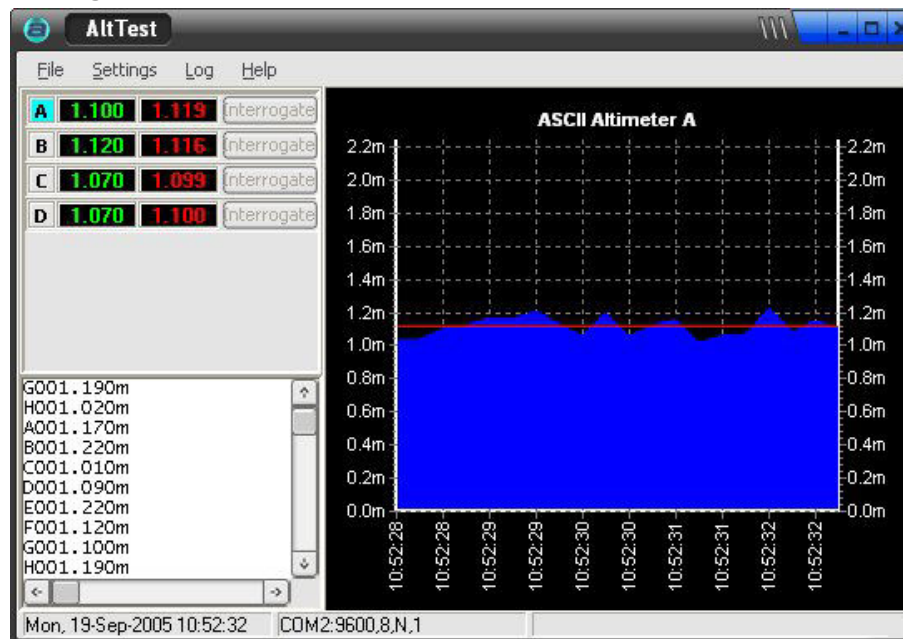 AltTest
File Settings Log Help
A 1.100 1.119 Interrogate
B 1.120 1.116 Interrogate
C 1.070 1.099 Interrogate
D 1.070 1.100 Interrogate
G001.190m
H001.020m
A001.170m
B001.220m
C001.010m
D001.090m
E001.220m
F001.120m
G001.100m
H001.190m
ASCII Altimeter A
2.2m 2.2m
2.0m 2.0m
1.8m 1.8m
1.6m 1.6m
1.4m 1.4m
1.2m 1.2m
1.0m 1.0m
0.8m 0.8m
0.6m 0.6m
0.4m 0.4m
0.2m 0.2m
0.0m 0.0m
10:52:28 10:52:28 10:52:29 10:52:29 10:52:30 10:52:30 10:52:31 10:52:31 10:52:32 10:52:32
Mon, 19-Sep-2005 10:52:32 COM2:9600,8,N,1